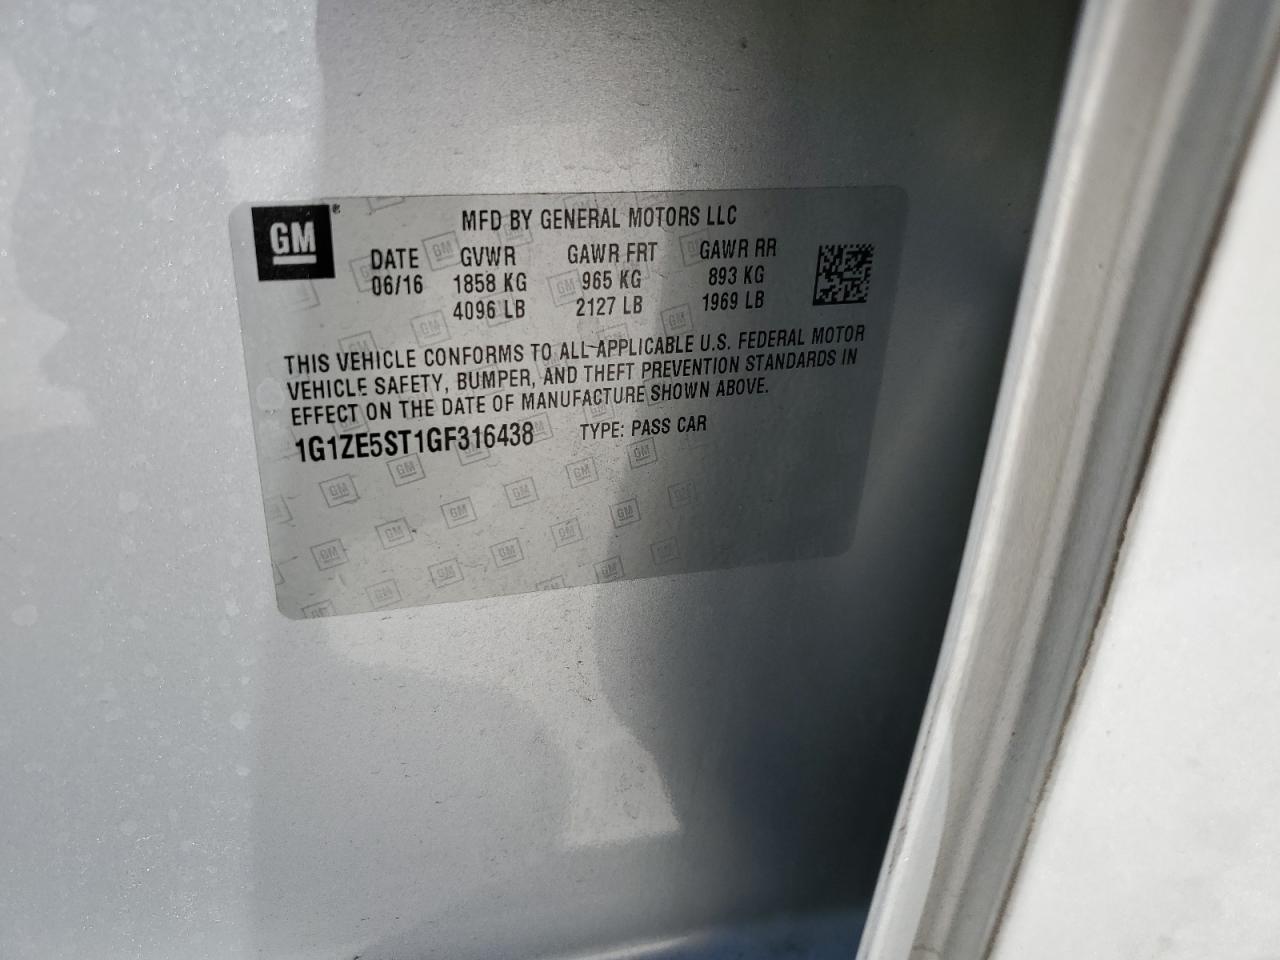 GM®
MFD BY GENERAL MOTORS LLC
DATE GVWR GAWR FRT GAWR RR
06/16 1858 KG 965 KG 893 KG
4096 LB 2127 LB 1969 LB
THIS VEHICLE CONFORMS TO ALL APPLICABLE U.S. FEDERAL MOTOR
VEHICLE SAFETY, BUMPER, AND THEFT PREVENTION STANDARDS IN
EFFECT ON THE DATE OF MANUFACTURE SHOWN ABOVE.
1G1ZE5ST1GF316438 TYPE: PASS CAR